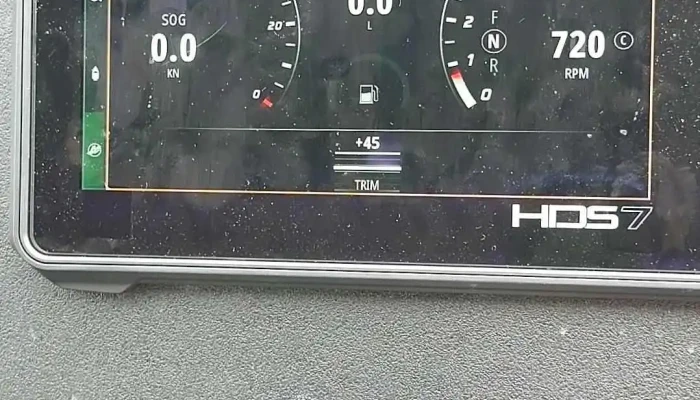 SOG
0.0
KN
20
0
0.0
L
2
1
0
F
N
R
720 C
RPM
+45
TRIM
HDS7